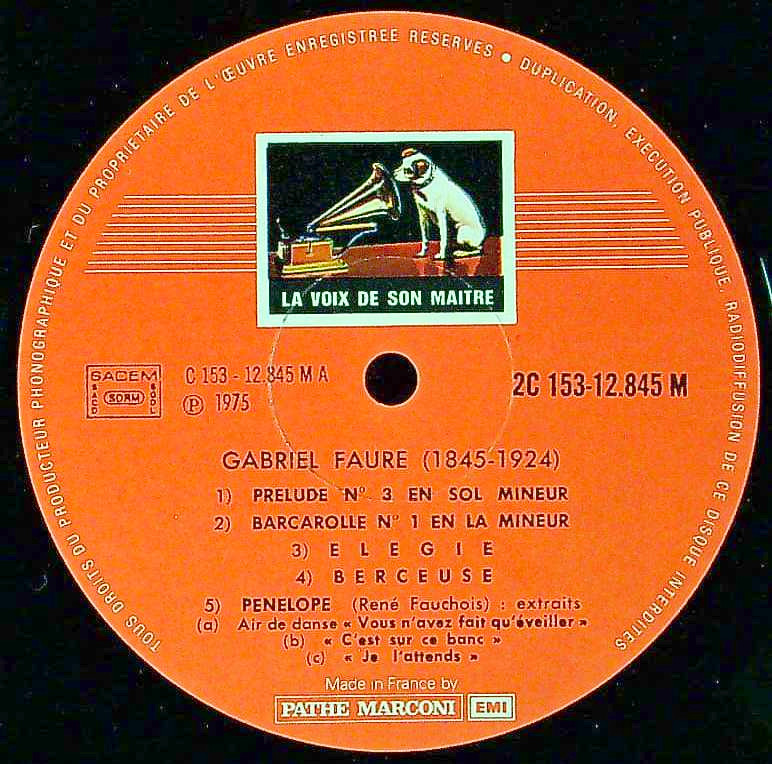 TOUS DROITS DU PRODUCTEUR PHONOGRAPHIQUE ET DU PROPRIETAIRE DE L'ŒUVRE ENREGISTREE RESERVES • DUPLICATION, EXECUTION PUBLIQUE, RADIODIFFUSION DE CE DISQUE INTERDITES
LA VOIX DE SON MAITRE
SACEM
SACD SDRM SGDL
C 153 - 12.845 M A
℗ 1975
2C 153-12.845 M
GABRIEL FAURE (1845-1924)
1) PRELUDE N° 3 EN SOL MINEUR
2) BARCAROLLE N° 1 EN LA MINEUR
3) ELEGIE
4) BERCEUSE
5) PENELOPE (René Fauchois) : extraits
(a) Air de danse « Vous n'avez fait qu'éveiller »
(b) « C'est sur ce banc »
(c) « Je l'attends »
Made in France by
PATHE MARCONI EMI